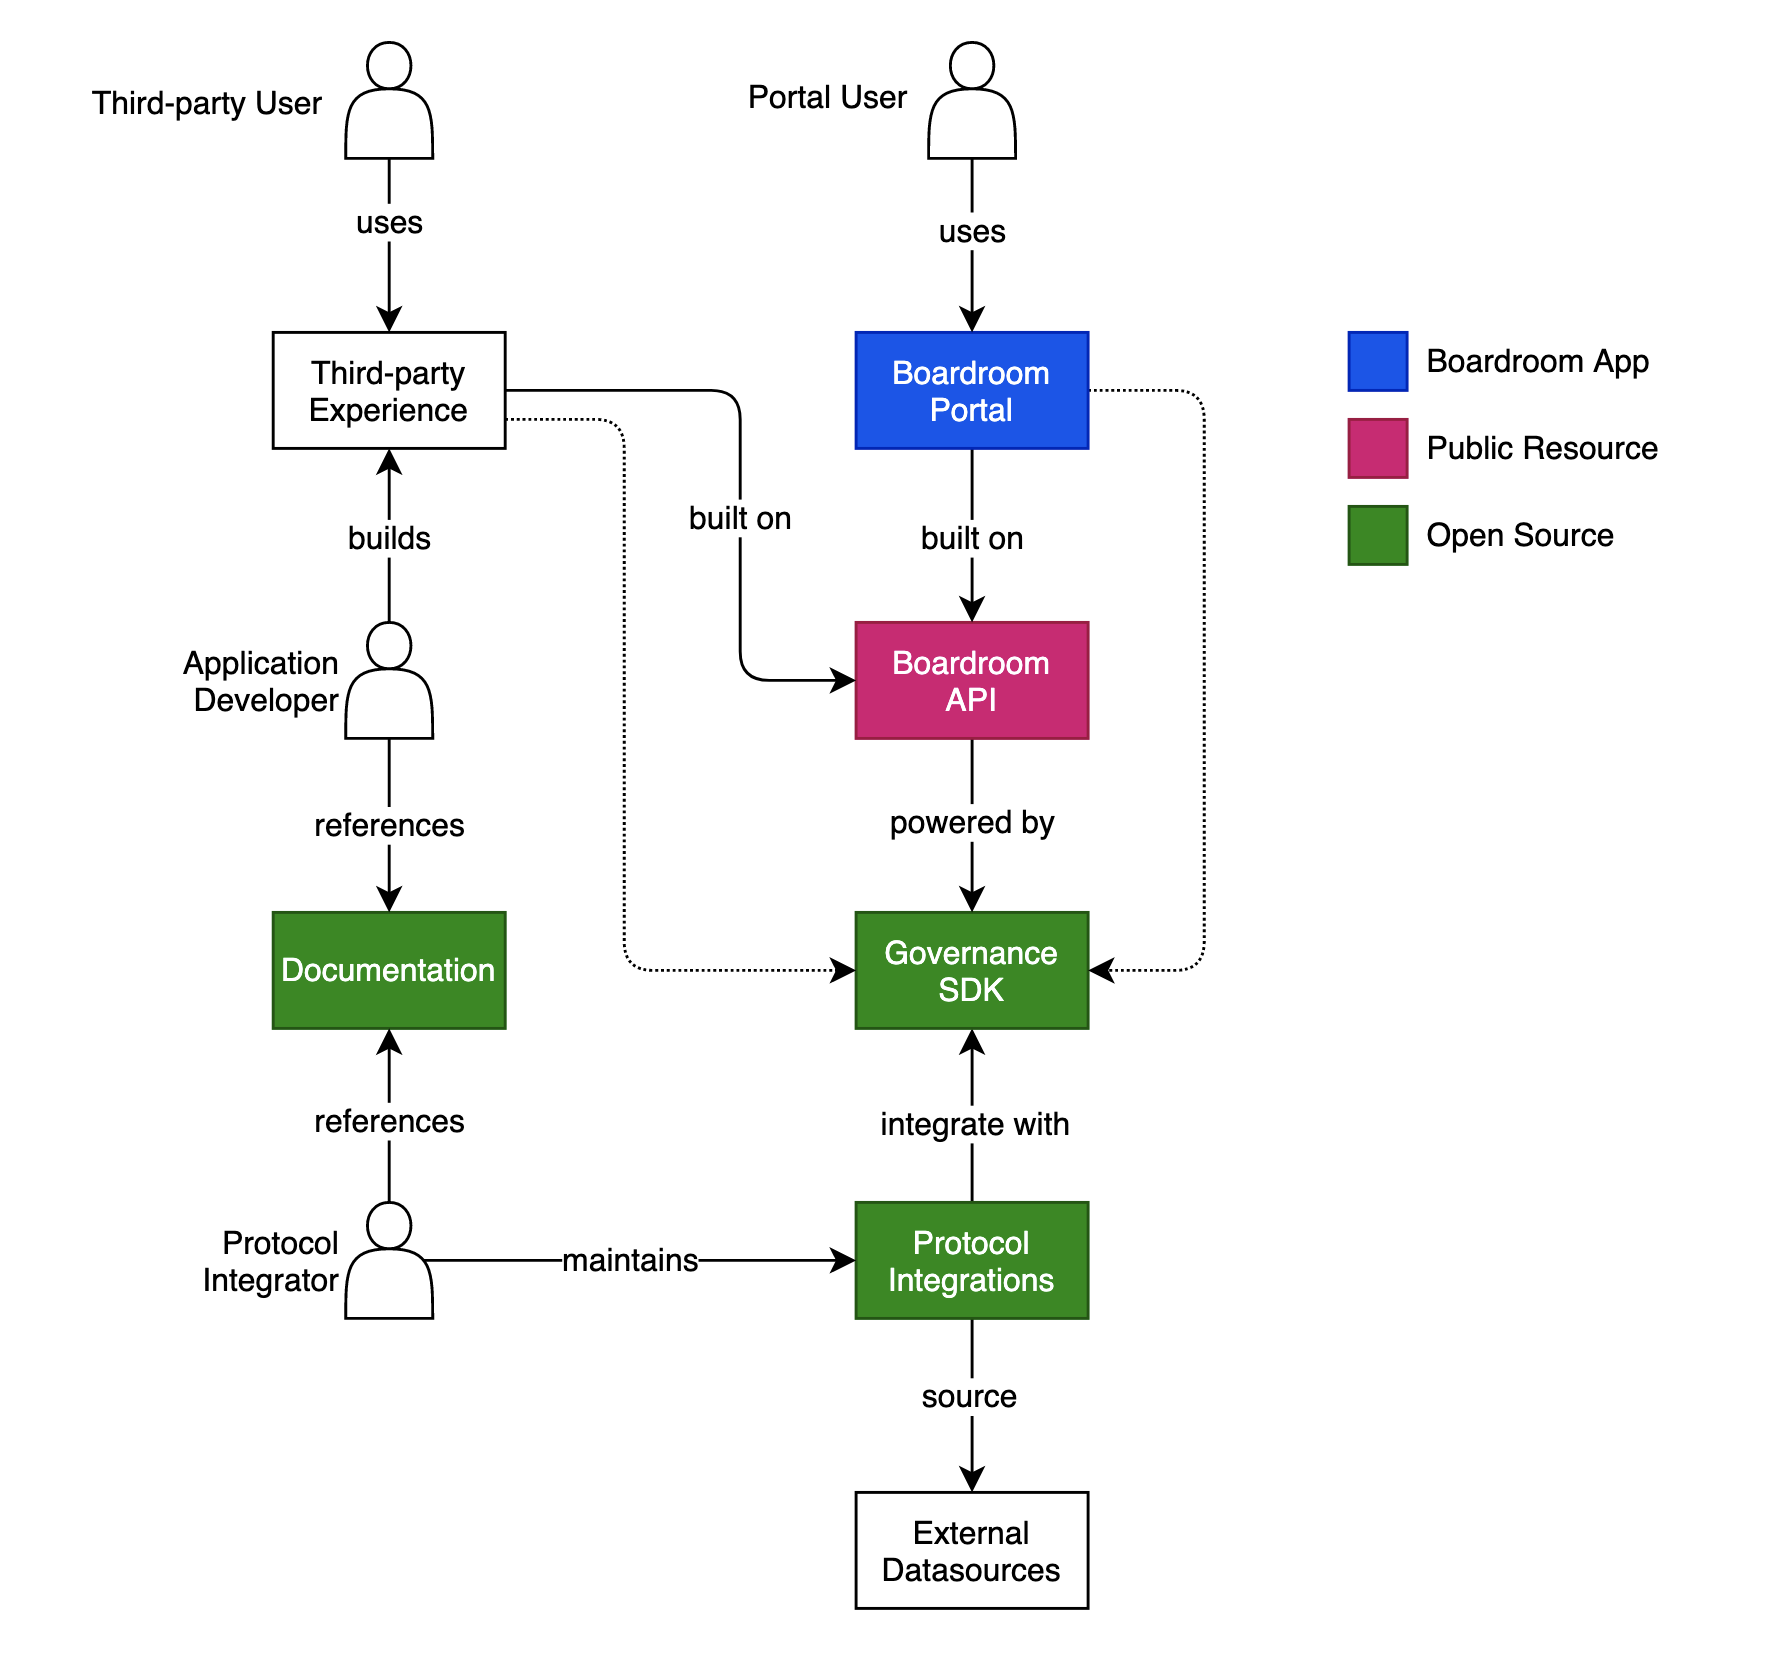 Third-party User
Portal User
uses
uses
Third-party
Experience
Boardroom
Portal
Boardroom App
Public Resource
Open Source
built on
builds
built on
Application
Developer
Boardroom
API
references
powered by
Documentation
Governance
SDK
references
integrate with
Protocol
Integrator
maintains
Protocol
Integrations
source
External
Datasources